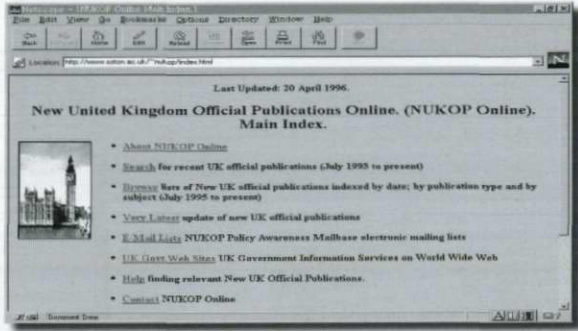 Netscape - [NUKOP Online Main Index.]
File Edit View Go Bookmarks Options Directory Window Help
Back Home Edit Reload Open Print Find
Location: http://www.soton.ac.uk/~nukop/index.html
N
Last Updated: 20 April 1996.
New United Kingdom Official Publications Online. (NUKOP Online).
Main Index.
• About NUKOP Online
• Search for recent UK official publications (July 1995 to present)
• Browse lists of New UK official publications indexed by date; by publication type and by
subject (July 1995 to present)
• Very Latest update of new UK official publications
• E-Mail Lists NUKOP Policy Awareness Mailbase electronic mailing lists
• UK Govt Web Sites UK Government Information Services on World Wide Web
• Help finding relevant New UK Official Publications.
• Contact NUKOP Online
Document Done